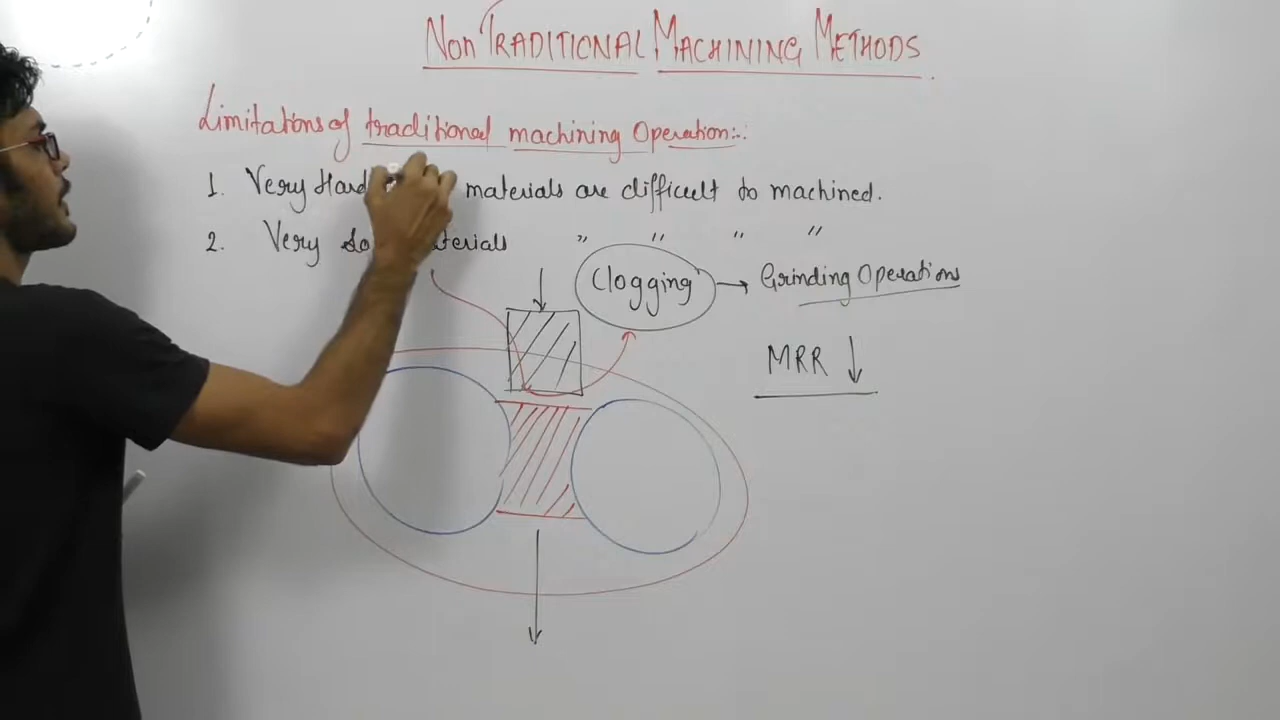 Non TRADITIONAL MACHINING METHODS
Limitations of traditional machining Operation::
1. Very Hard materials are difficult to machined.
2. Very " " " "
Clogging → Grinding Operations
MRR ↓